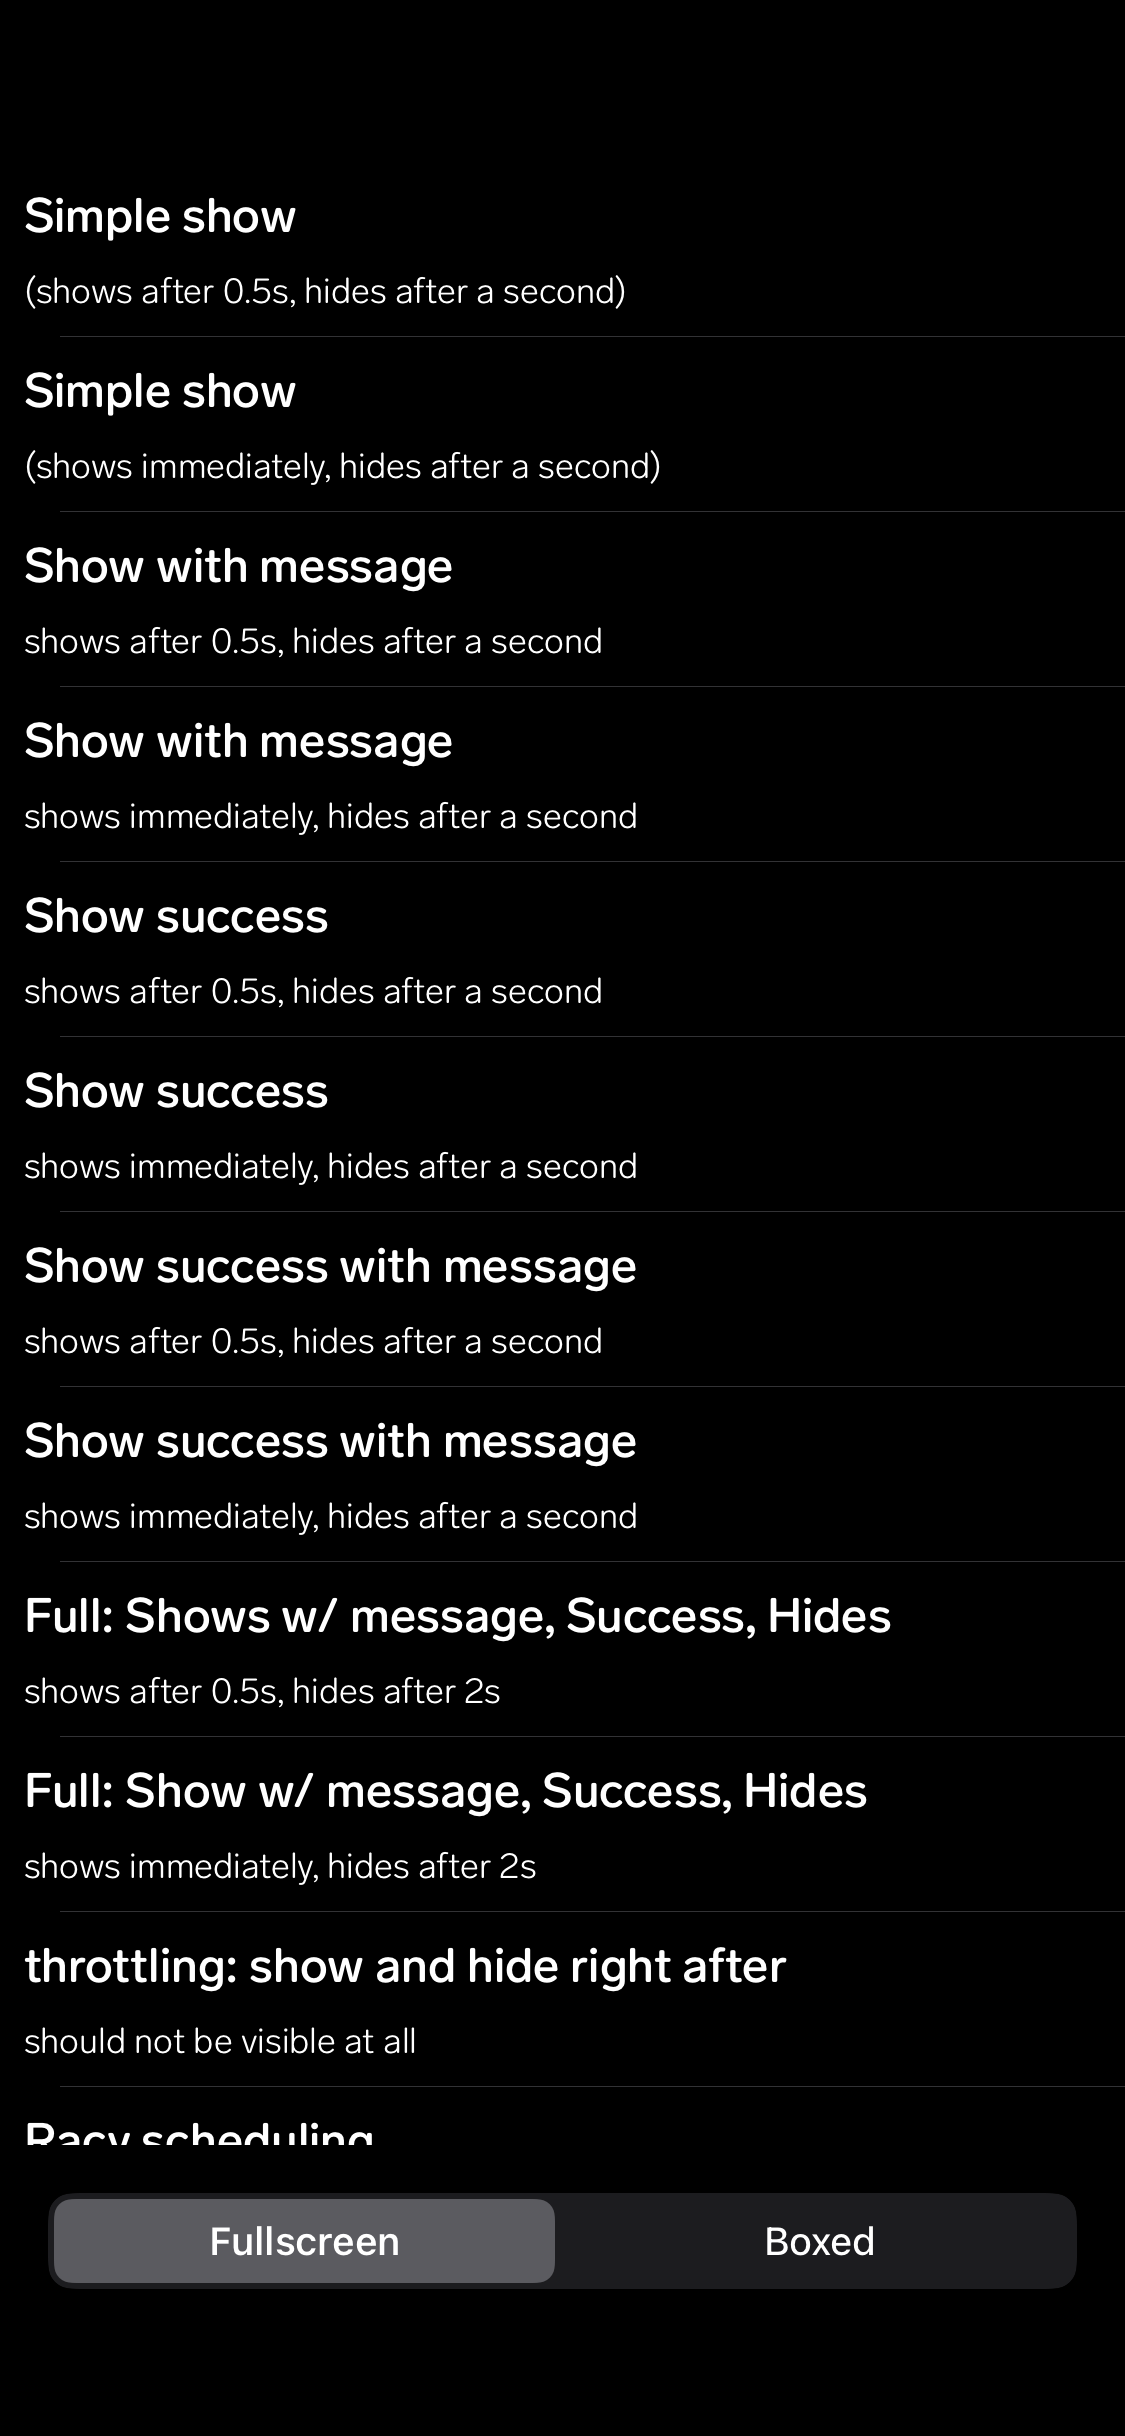 Simple show
(shows after 0.5s, hides after a second)
Simple show
(shows immediately, hides after a second)
Show with message
shows after 0.5s, hides after a second
Show with message
shows immediately, hides after a second
Show success
shows after 0.5s, hides after a second
Show success
shows immediately, hides after a second
Show success with message
shows after 0.5s, hides after a second
Show success with message
shows immediately, hides after a second
Full: Shows w/ message, Success, Hides
shows after 0.5s, hides after 2s
Full: Show w/ message, Success, Hides
shows immediately, hides after 2s
throttling: show and hide right after
should not be visible at all
Racy scheduling
Fullscreen
Boxed